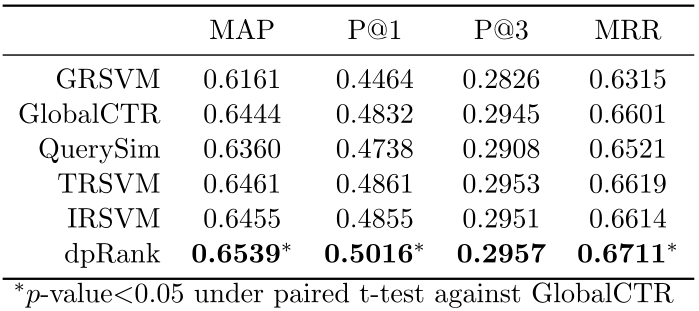 MAP P@1 P@3 MRR
GRSVM 0.6161 0.4464 0.2826 0.6315
GlobalCTR 0.6444 0.4832 0.2945 0.6601
QuerySim 0.6360 0.4738 0.2908 0.6521
TRSVM 0.6461 0.4861 0.2953 0.6619
IRSVM 0.6455 0.4855 0.2951 0.6614
dpRank 0.6539* 0.5016* 0.2957 0.6711*
*p-value<0.05 under paired t-test against GlobalCTR